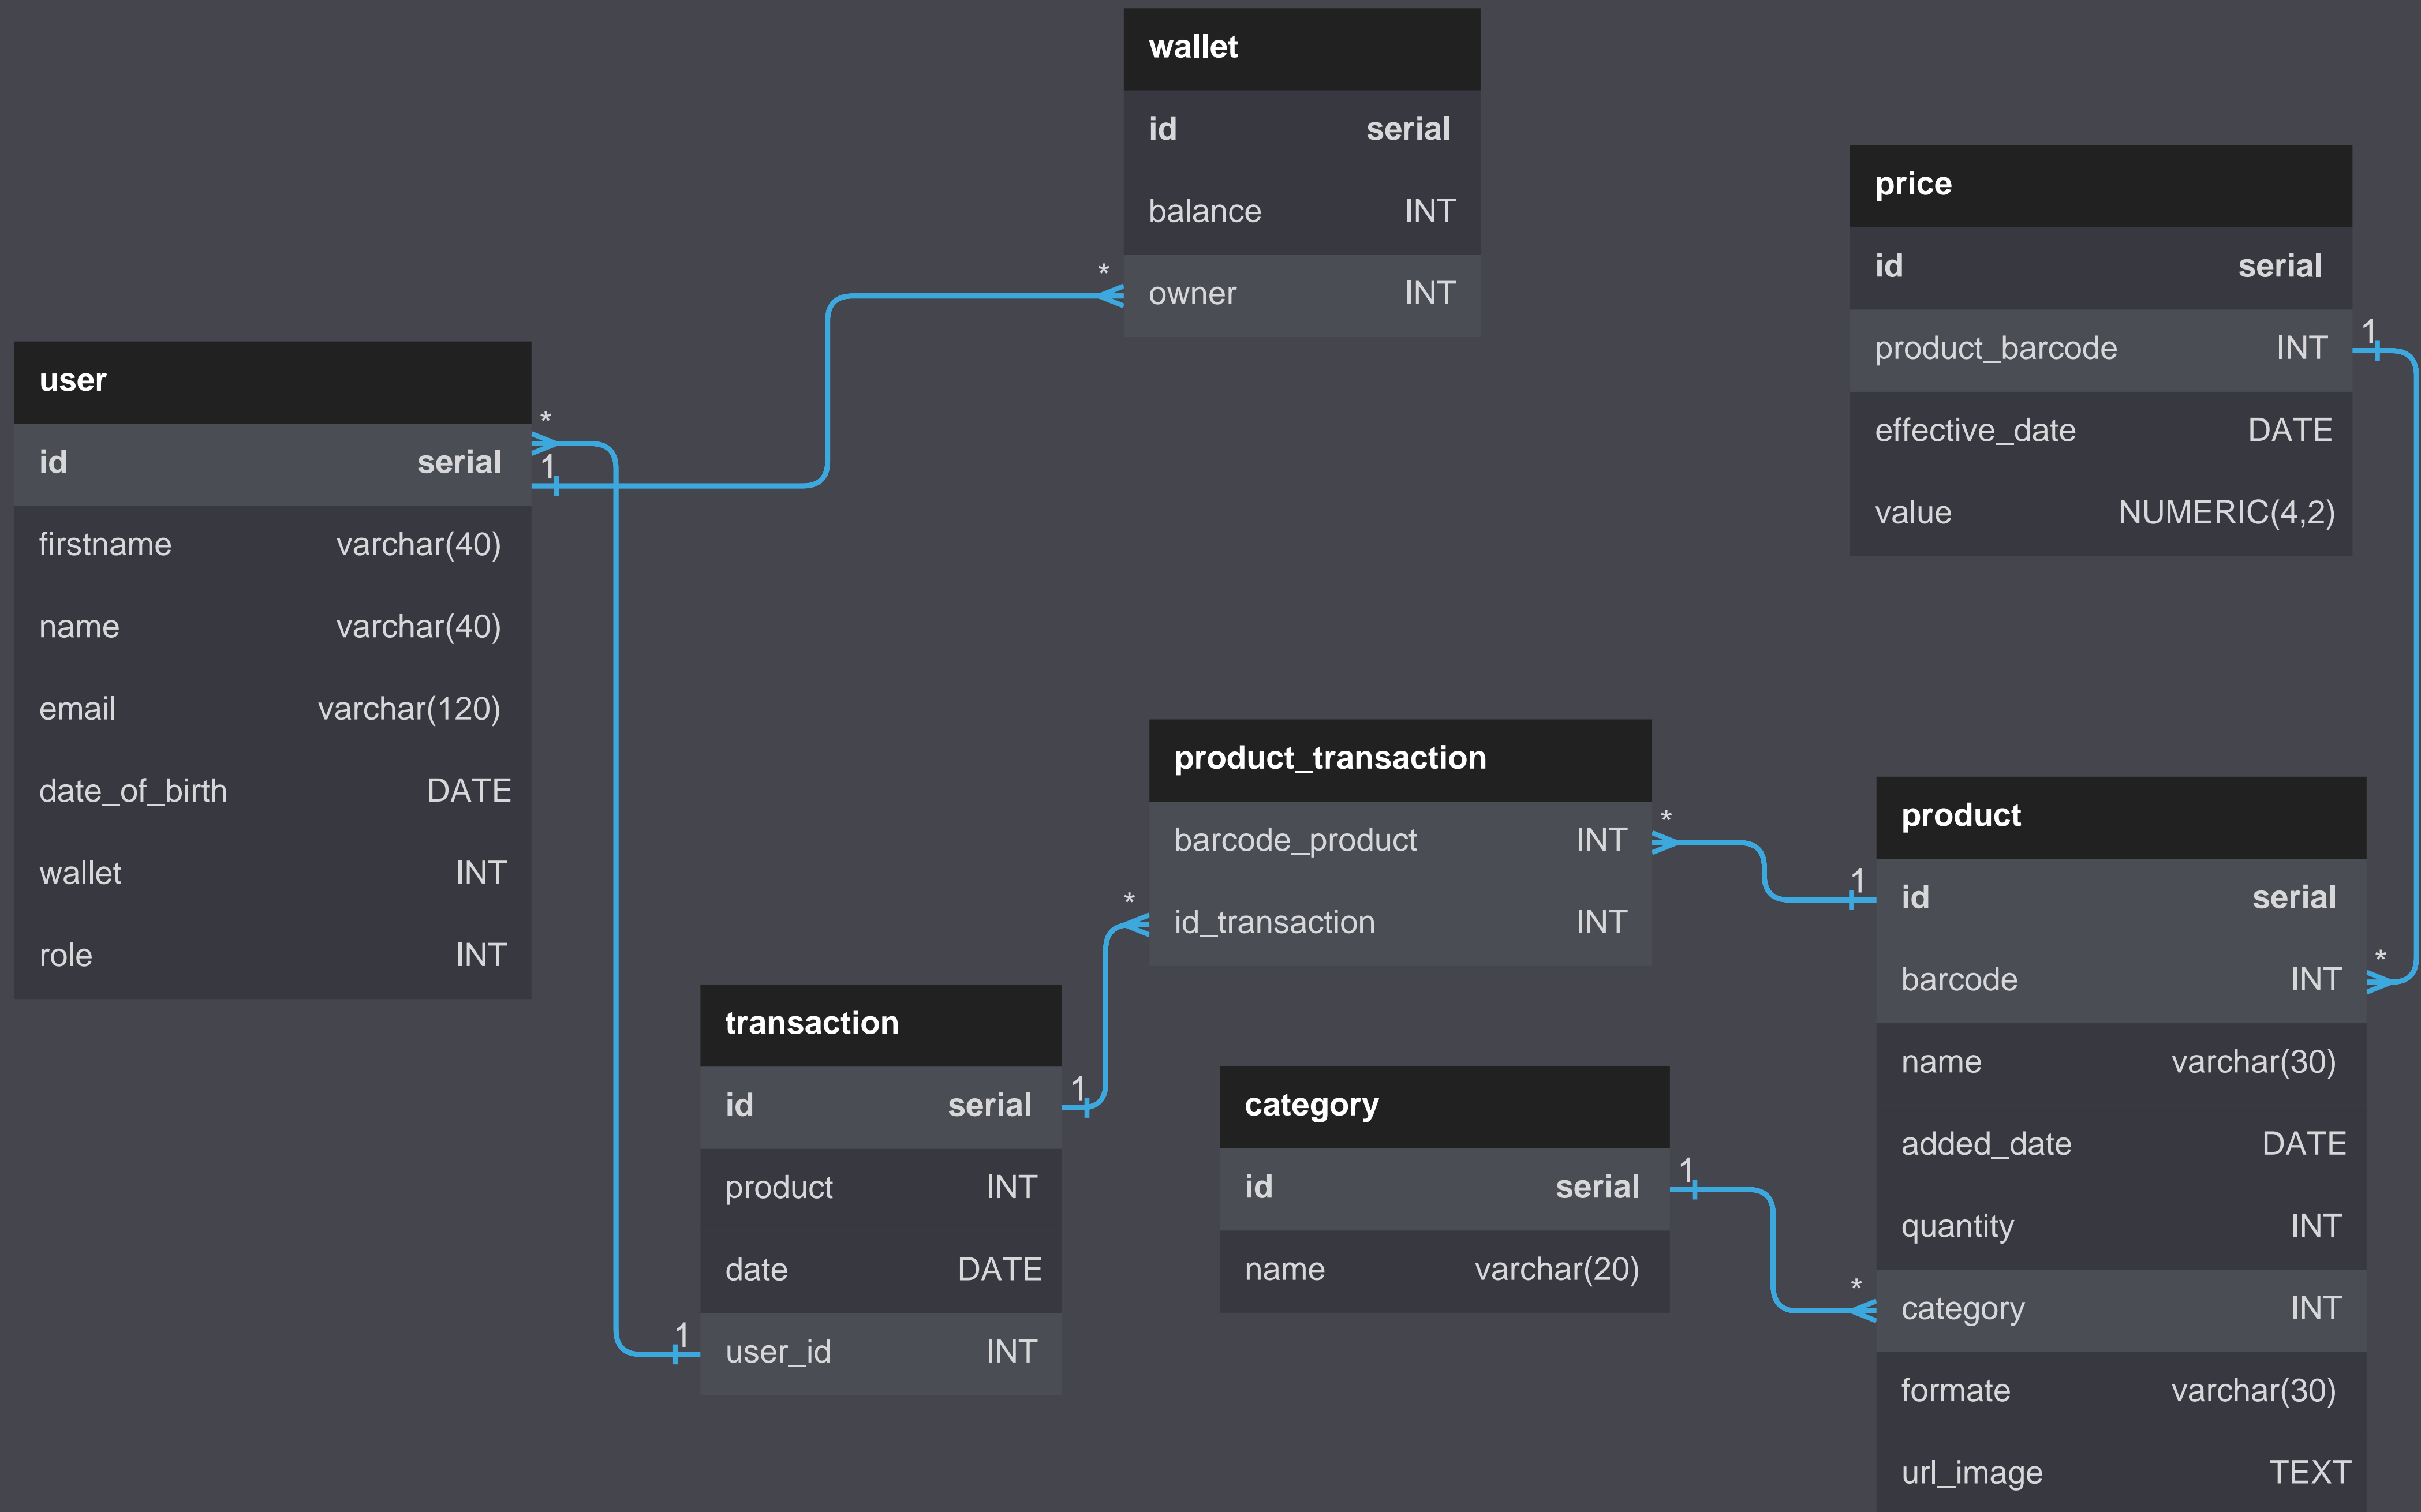 wallet
id serial
balance INT
* owner INT
price
id serial
product_barcode INT 1
effective_date DATE
value NUMERIC(4,2)
user
*
id serial 1
firstname varchar(40)
name varchar(40)
email varchar(120)
date_of_birth DATE
wallet INT
role INT
product_transaction
barcode_product INT *
* id_transaction INT
product
1 id serial
barcode INT *
name varchar(30)
added_date DATE
quantity INT
* category INT
formate varchar(30)
url_image TEXT
transaction
id serial 1
product INT
date DATE
1 user_id INT
category
id serial 1
name varchar(20)